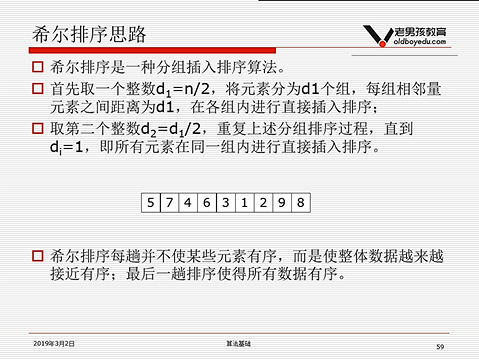 希尔排序思路
老男孩教育
oldboyedu.com
希尔排序是一种分组插入排序算法。
首先取一个整数d1=n/2，将元素分为d1个组，每组相邻量
元素之间距离为d1，在各组内进行直接插入排序；
取第二个整数d2=d1/2，重复上述分组排序过程，直到
di=1，即所有元素在同一组内进行直接插入排序。
5 7 4 6 3 1 2 9 8
希尔排序每趟并不使某些元素有序，而是使整体数据越来越
接近有序；最后一趟排序使得所有数据有序。
2019年3月2日
算法基础
59